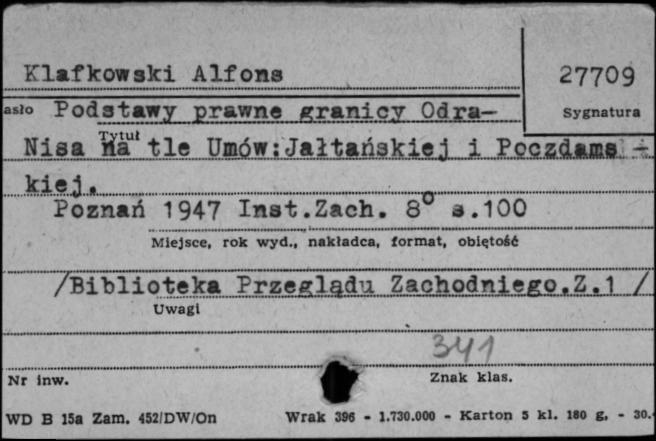 Klafkowski Alfons
27709
Sygnatura
asło Podstawy prawne granicy Odra-
Tytuł
Nisa na tle Umów:Jałtańskiej i Poczdams -
kiej.
Poznań 1947 Inst.Zach. 8° s.100
Miejsce, rok wyd., nakładca, format, obiętość
/Biblioteka Przeglądu Zachodniego.Z.1 /
Uwagi
341
Nr inw.
Znak klas.
WD B 15a Zam. 452/DW/On Wrak 396 - 1.730.000 - Karton 5 kl. 180 g, - 30.